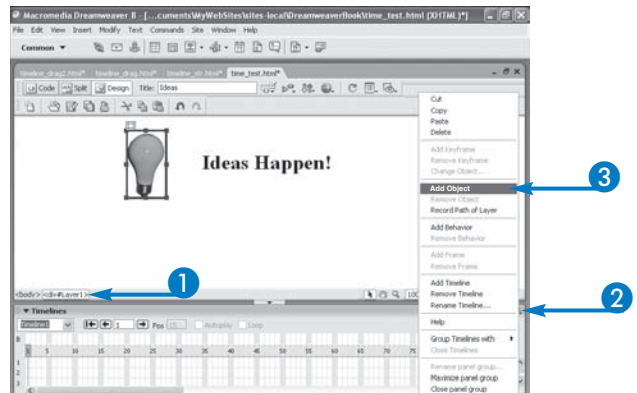 Macromedia Dreamweaver 8 - [...cuments\MyWebSites\sites-local\DreamweaverBook\time_test.html (XHTML)*]
File Edit View Insert Modify Text Commands Site Window Help
Common
timeline_drag2.html* timeline_drag.html* timeline_str.html* time_test.html*
Code Split Design Title: Ideas
Cut
Copy
Paste
Delete
Add Keyframe
Remove Keyframe
Change Object...
Add Object
3
Remove Object
Record Path of Layer
Add Behavior
Remove Behavior
Add Frame
Remove Frame
Add Timeline
Remove Timeline
Rename Timeline...
Help
Group Timelines with
Close Timelines
Rename panel group...
Maximize panel group
Close panel group
Ideas Happen!
1
<body> <div#Layer1>
100
2
Timelines
Timeline1 1 Fps 15 Autoplay Loop
B
1 5 10 15 20 25 30 35 40 45 50 55 60 65 70 75
1
2
3